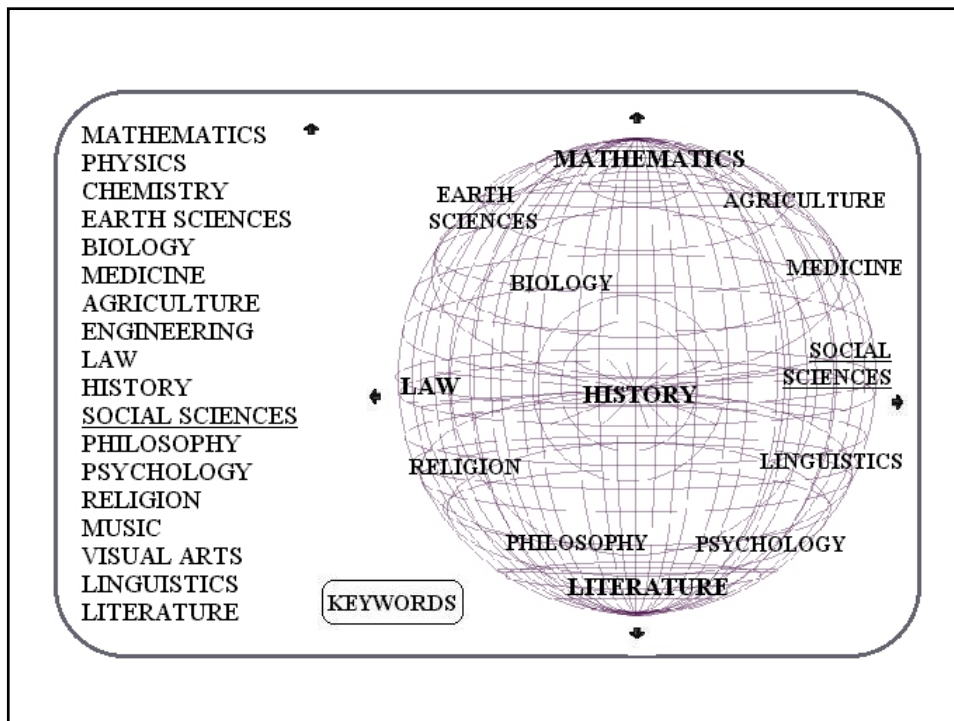 MATHEMATICS
PHYSICS
CHEMISTRY
EARTH SCIENCES
BIOLOGY
MEDICINE
AGRICULTURE
ENGINEERING
LAW
HISTORY
SOCIAL SCIENCES
PHILOSOPHY
PSYCHOLOGY
RELIGION
MUSIC
VISUAL ARTS
LINGUISTICS
LITERATURE
KEYWORDS
MATHEMATICS
EARTH
SCIENCES
AGRICULTURE
BIOLOGY
MEDICINE
SOCIAL
SCIENCES
LAW
HISTORY
RELIGION
LINGUISTICS
PHILOSOPHY
PSYCHOLOGY
LITERATURE